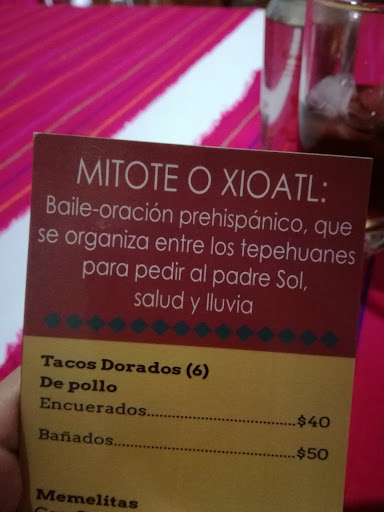 MITOTE O XIOATL:
Baile-oración prehispánico, que
se organiza entre los tepehuanes
para pedir al padre Sol,
salud y lluvia
Tacos Dorados (6)
De pollo
Encuerados...........................$40
Bañados................................$50
Memelitas